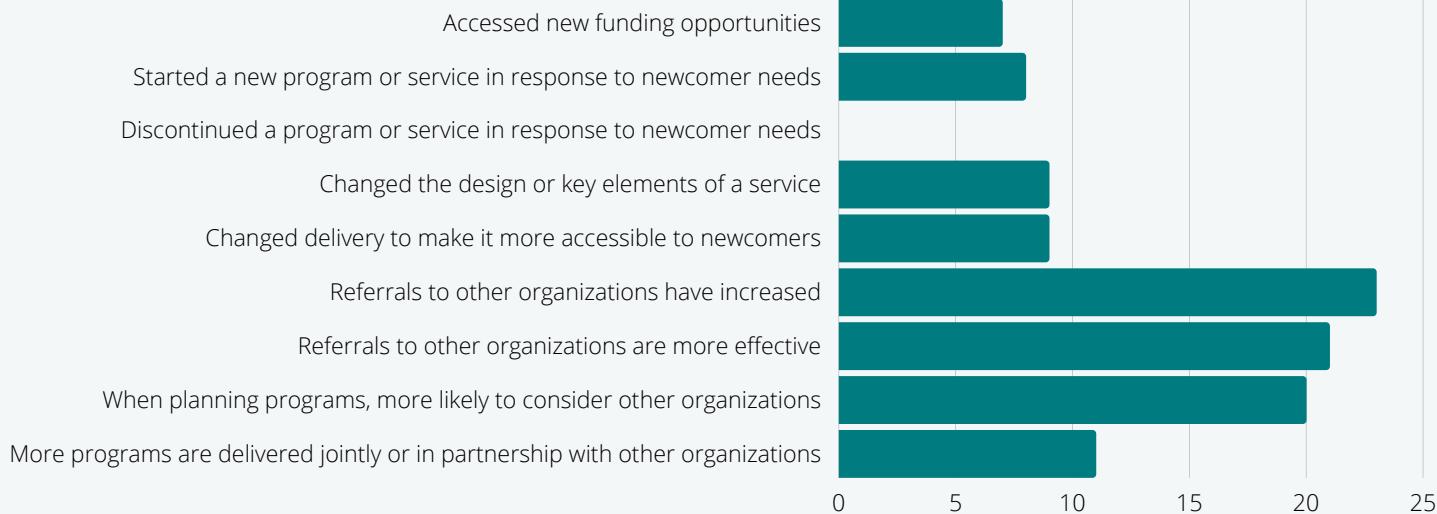 Accessed new funding opportunities
Started a new program or service in response to newcomer needs
Discontinued a program or service in response to newcomer needs
Changed the design or key elements of a service
Changed delivery to make it more accessible to newcomers
Referrals to other organizations have increased
Referrals to other organizations are more effective
When planning programs, more likely to consider other organizations
More programs are delivered jointly or in partnership with other organizations
0 5 10 15 20 25